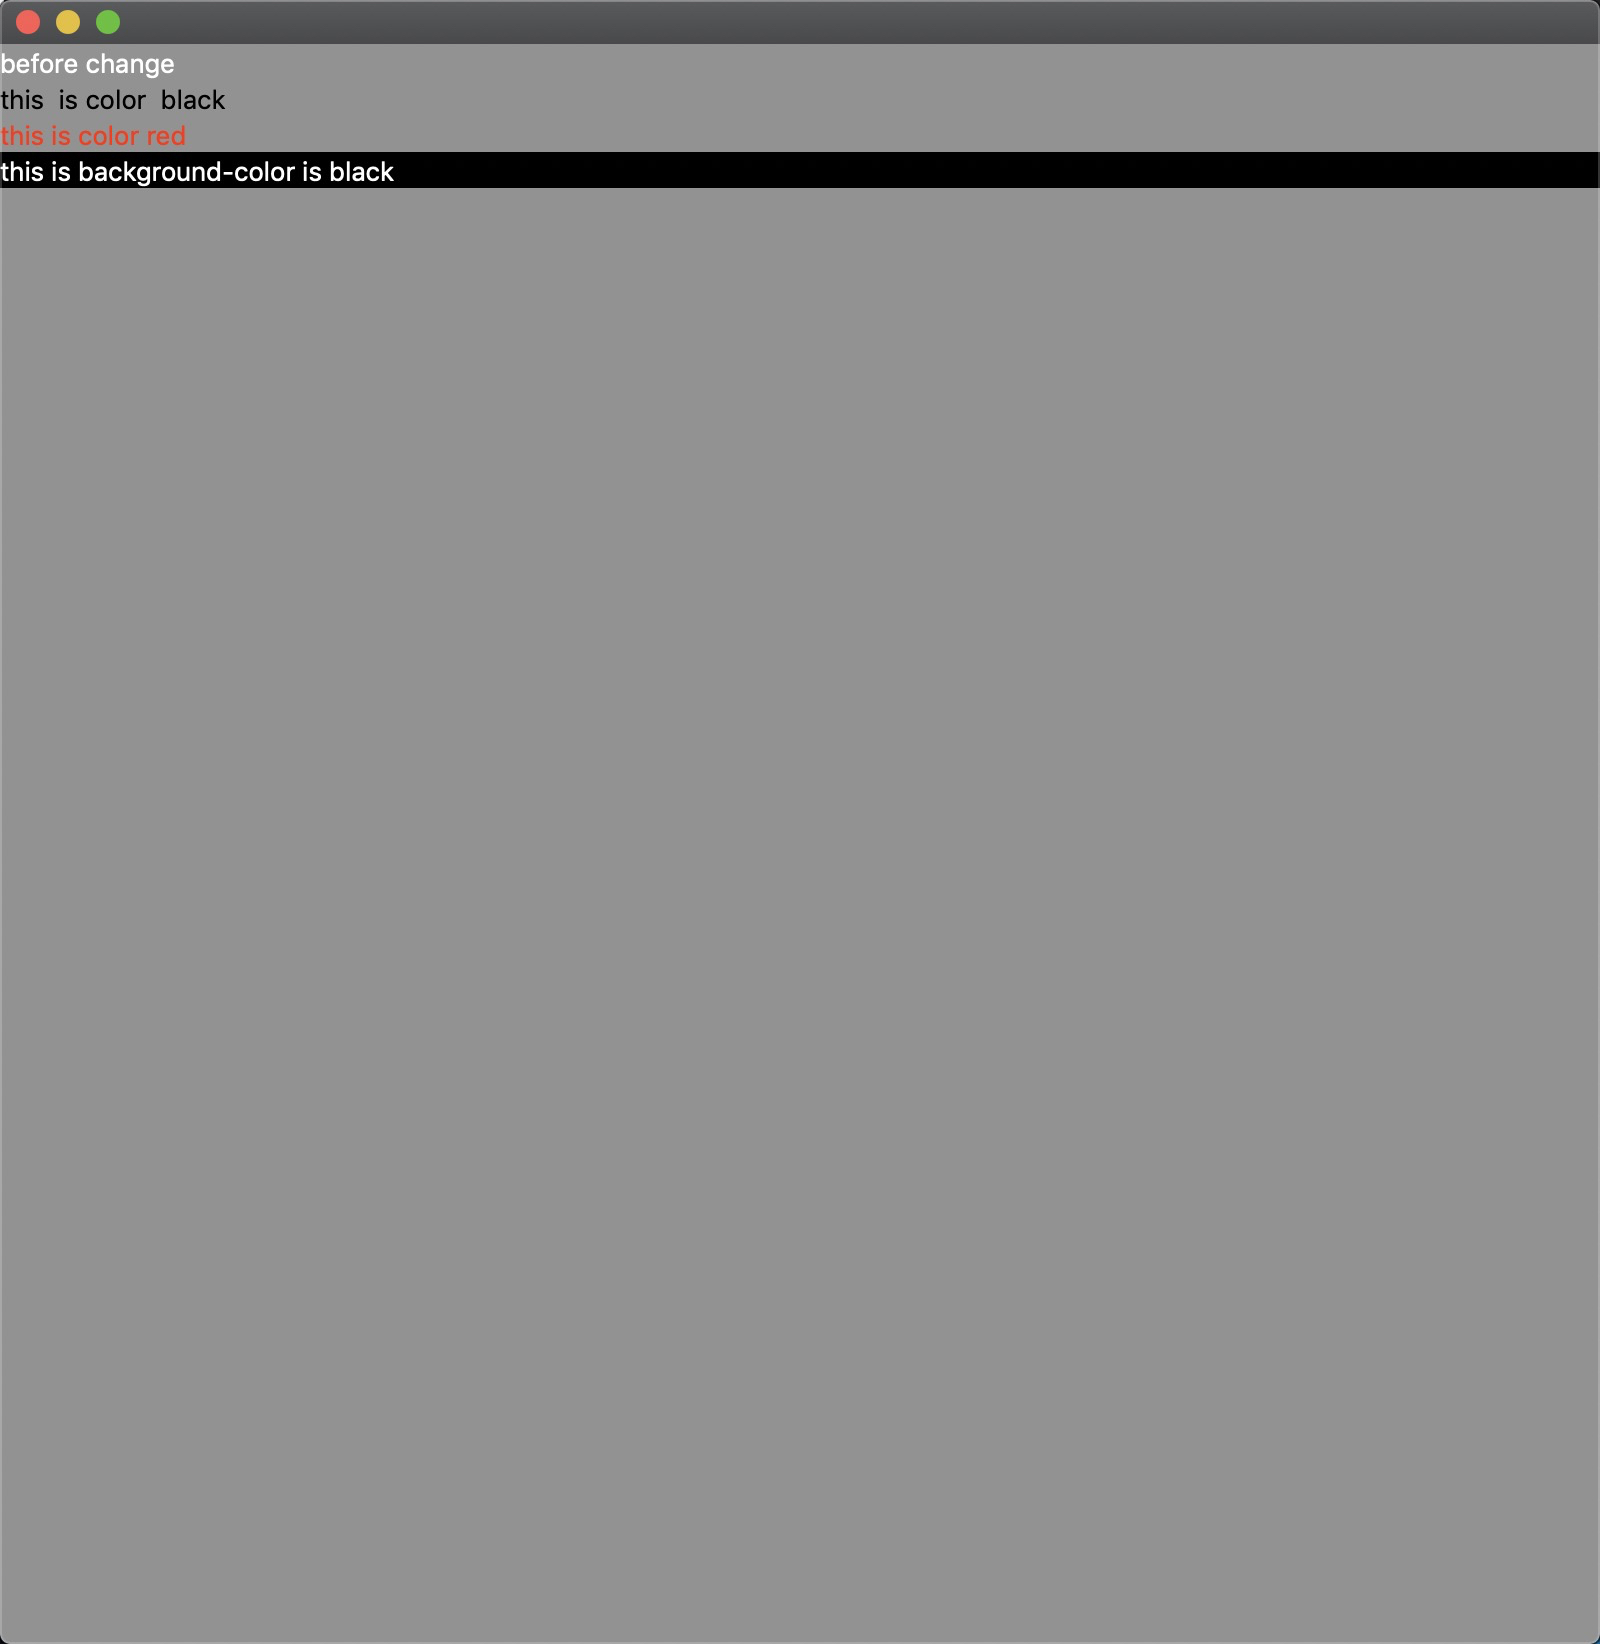 before change
this  is color  black
this is color red
this is background-color is black